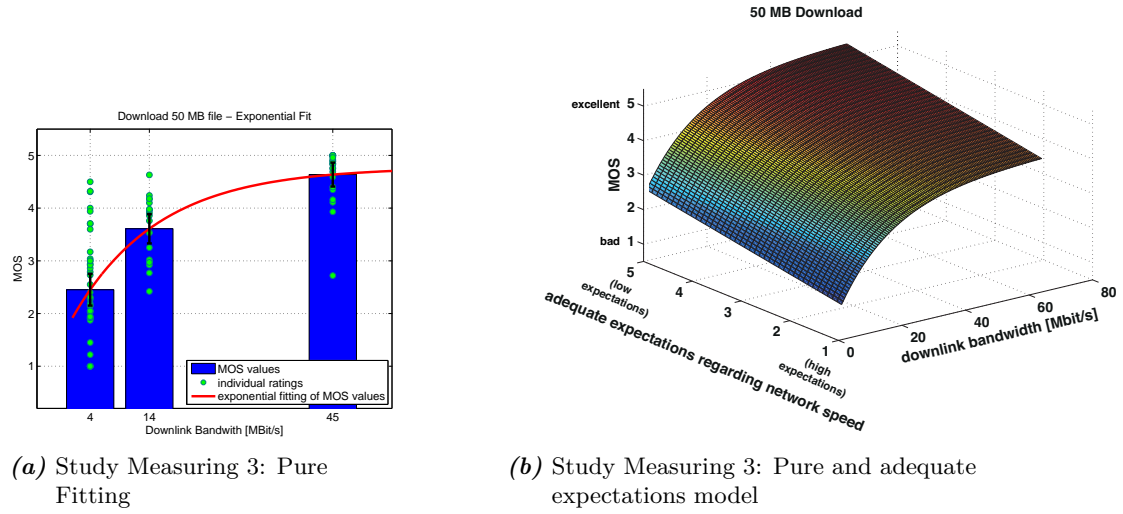 Download 50 MB file – Exponential Fit
MOS
5
4
3
2
1
4
14
45
Downlink Bandwith [MBit/s]
MOS values
individual ratings
exponential fitting of MOS values
(a) Study Measuring 3: Pure
Fitting
50 MB Download
MOS
excellent
5
4
3
2
bad
1
5
(low
expectations)
4
3
2
1
(high
expectations)
adequate expectations regarding network speed
0
20
40
60
80
downlink bandwidth [Mbit/s]
(b) Study Measuring 3: Pure and adequate
expectations model